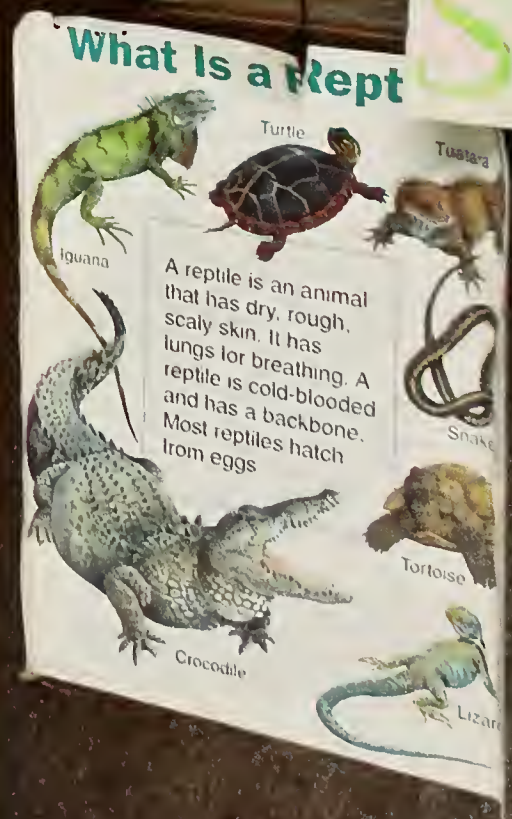 What Is a Rept
S
Turtle
Tuatara
Iguana
A reptile is an animal
that has dry, rough,
scaly skin. It has
lungs for breathing. A
reptile is cold-blooded
and has a backbone.
Most reptiles hatch
from eggs
Snake
Tortoise
Crocodile
Lizar